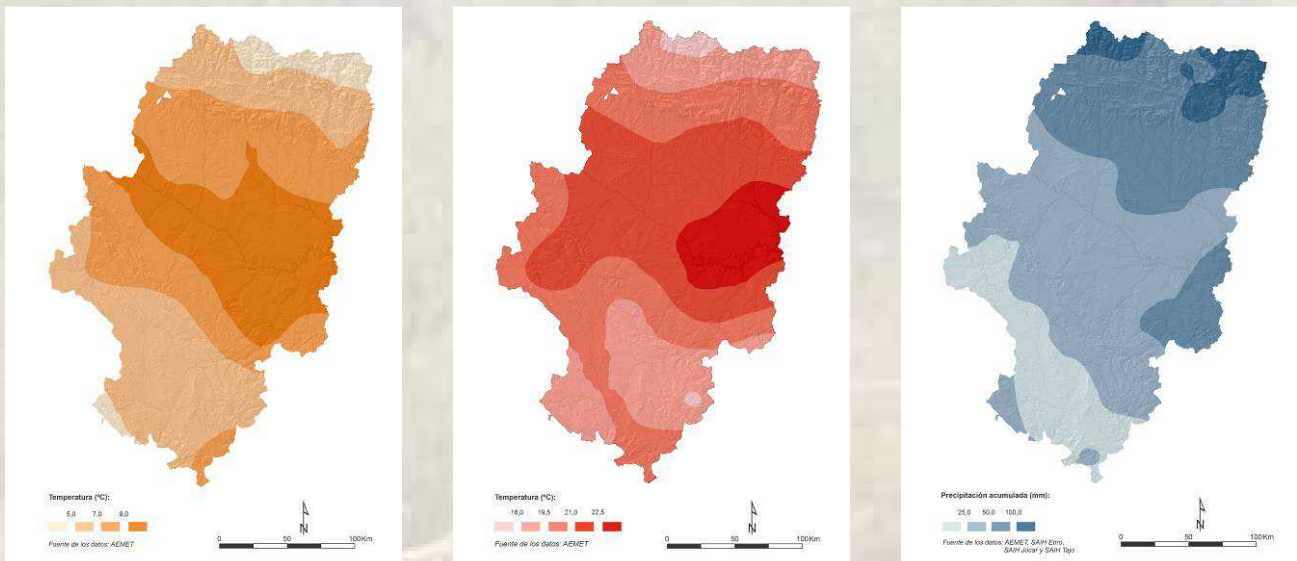 Temperatura (ºC):
5,0 7,0 9,0
Fuente de los datos: AEMET
N
0 50 100Km
Temperatura (ºC):
18,0 19,5 21,0 22,5
Fuente de los datos: AEMET
N
0 50 100Km
Precipitación acumulada (mm):
25,0 50,0 100,0
Fuente de los datos: AEMET, SAIH Ebro,
SAIH Júcar y SAIH Tajo
N
0 50 100Km